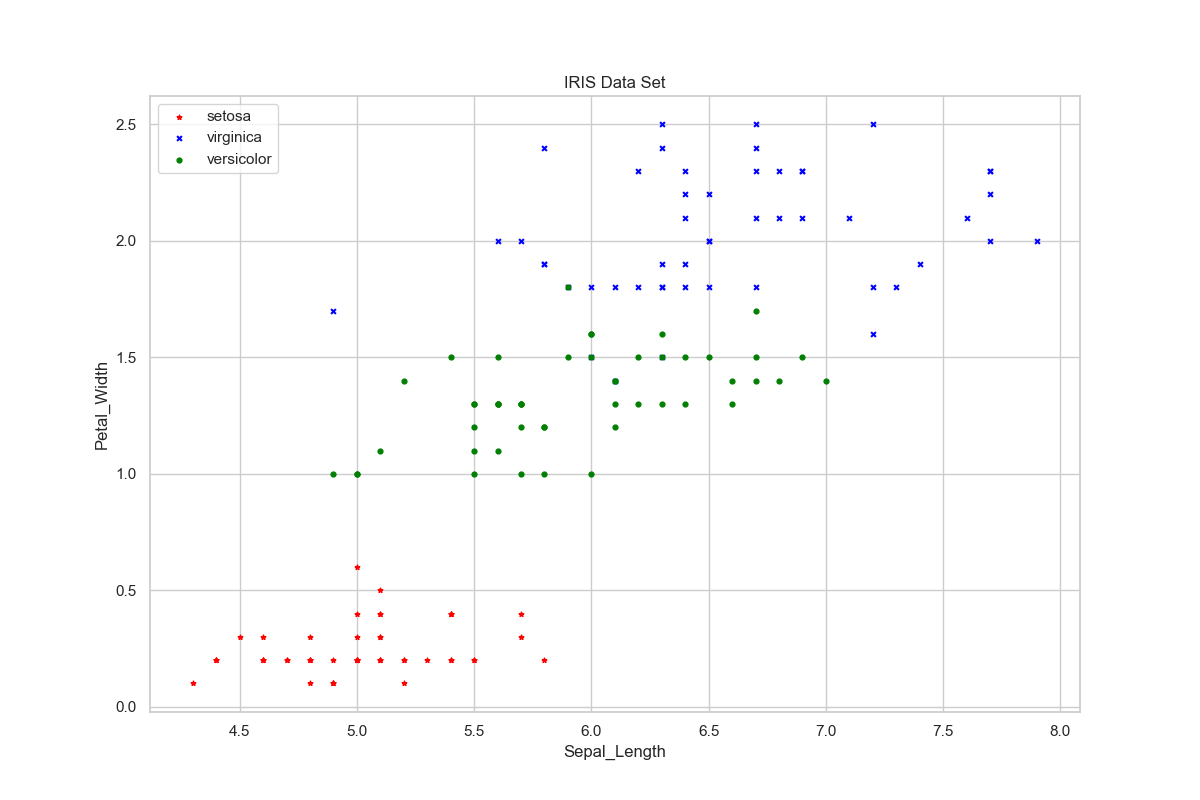 IRIS Data Set
setosa
virginica
versicolor
2.5
2.0
1.5
1.0
0.5
0.0
Petal_Width
4.5 5.0 5.5 6.0 6.5 7.0 7.5 8.0
Sepal_Length